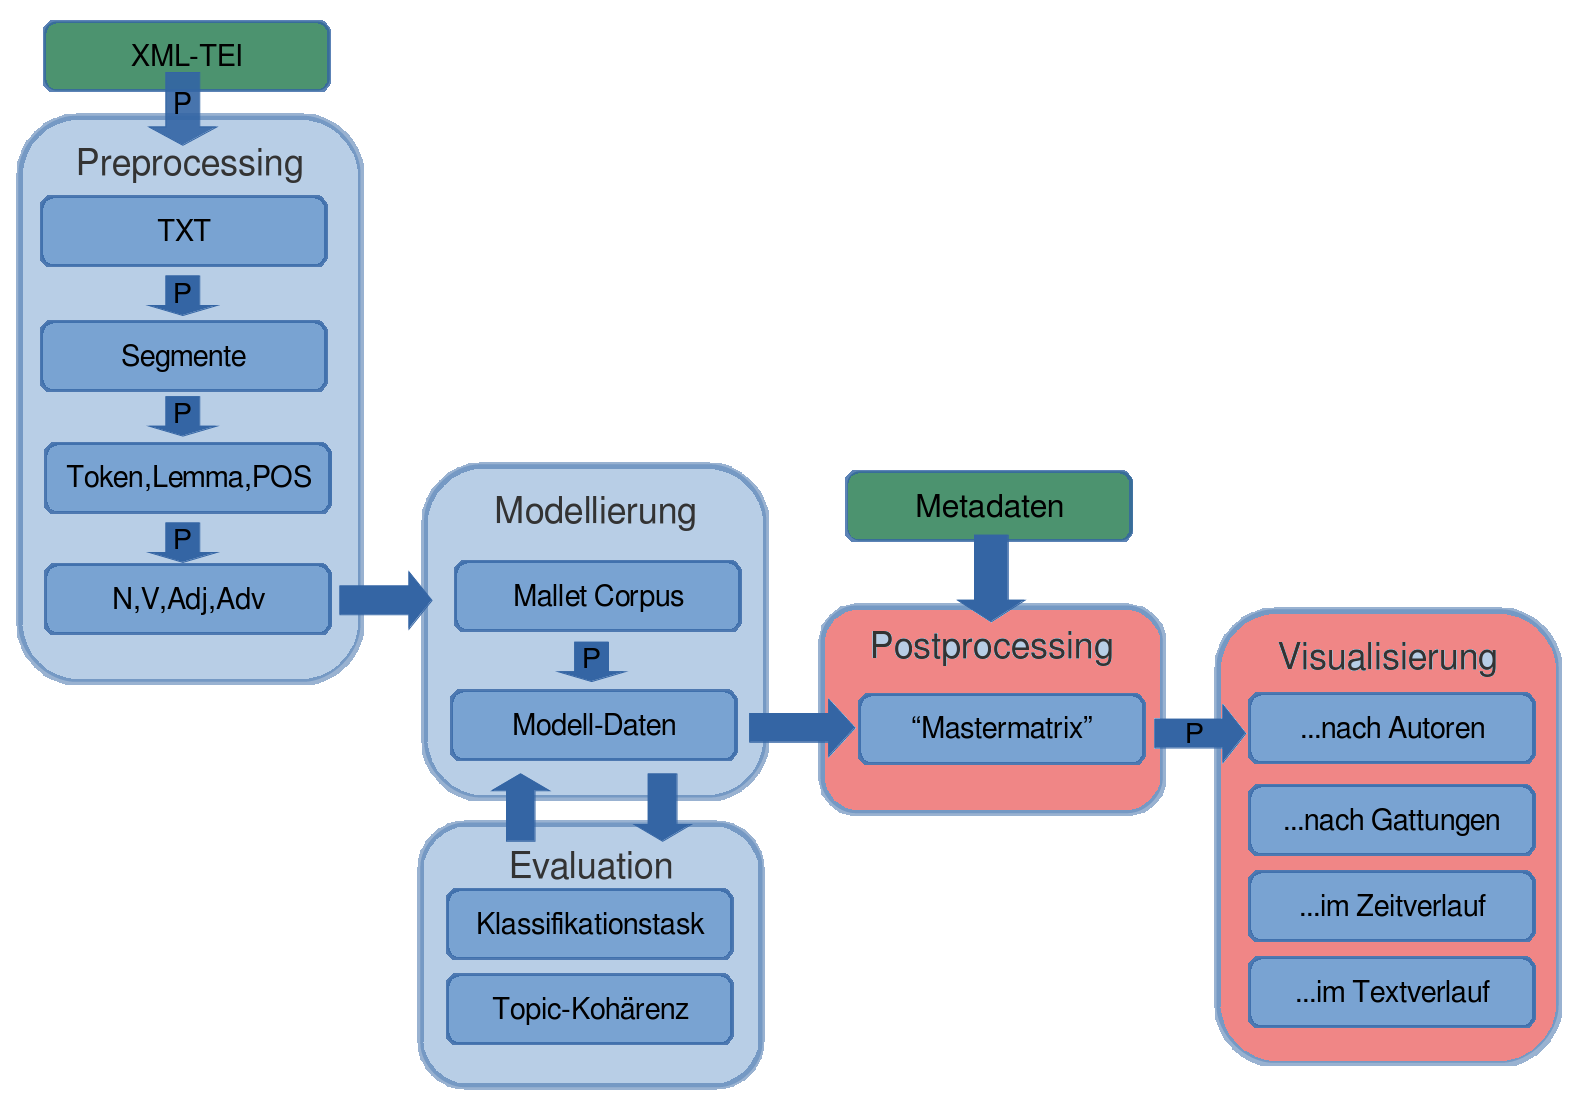 XML-TEI
P
Preprocessing
TXT
P
Segmente
P
Token,Lemma,POS
P
N,V,Adj,Adv
Modellierung
Mallet Corpus
P
Modell-Daten
Evaluation
Klassifikationstask
Topic-Kohärenz
Metadaten
Postprocessing
“Mastermatrix”
P
Visualisierung
...nach Autoren
...nach Gattungen
...im Zeitverlauf
...im Textverlauf